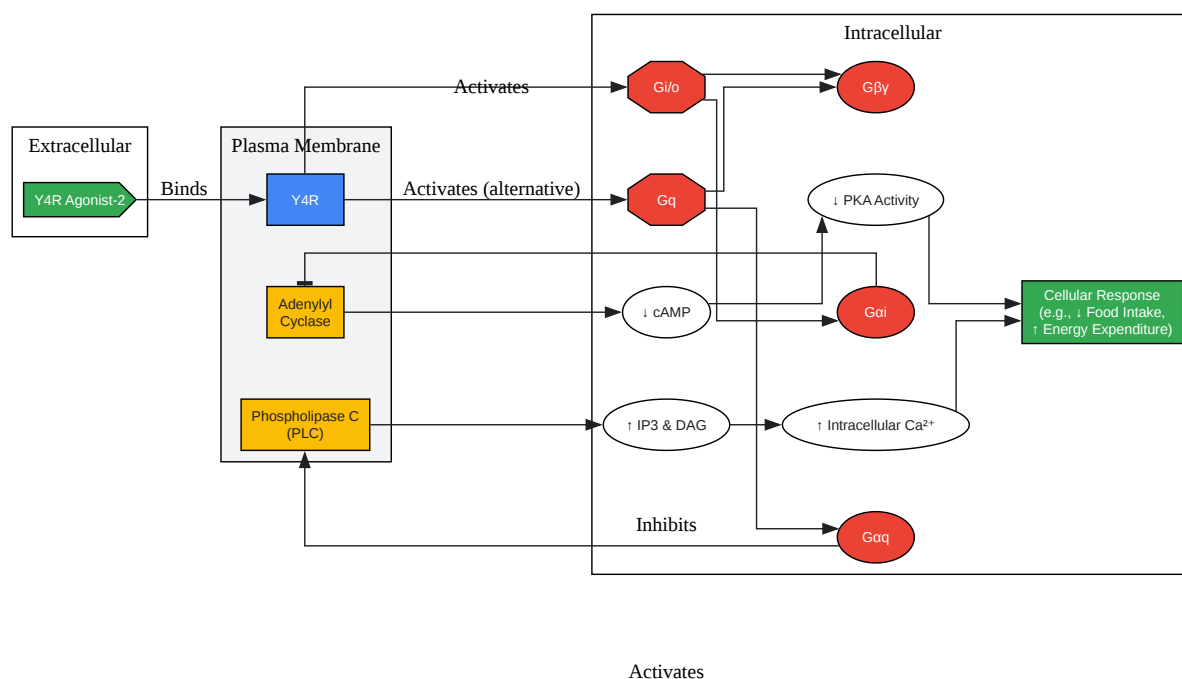 Intracellular
Activates
Gi/o
Gβγ
Extracellular
Plasma Membrane
Y4R Agonist-2
Binds
Y4R
Activates (alternative)
Gq
↓ PKA Activity
Adenylyl
Cyclase
↓ cAMP
Gαi
Cellular Response
(e.g., ↓ Food Intake,
↑ Energy Expenditure)
Phospholipase C
(PLC)
↑ IP3 & DAG
↑ Intracellular Ca²⁺
Inhibits
Gαq
Activates